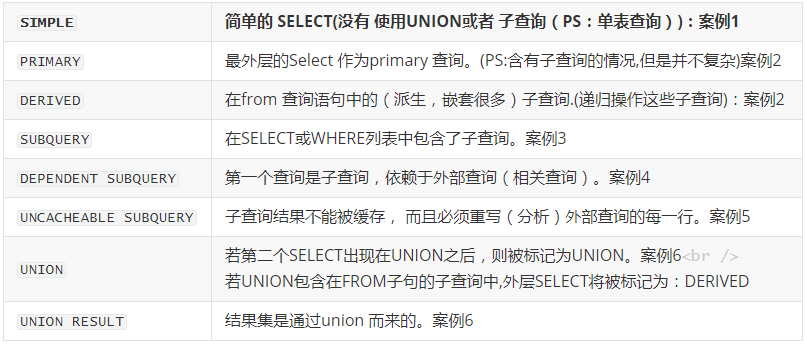 SIMPLE 简单的 SELECT(没有 使用UNION或者 子查询（PS：单表查询）)：案例1
PRIMARY 最外层的Select 作为primary 查询。(PS:含有子查询的情况,但是并不复杂)案例2
DERIVED 在from 查询语句中的（派生，嵌套很多）子查询.(递归操作这些子查询)：案例2
SUBQUERY 在SELECT或WHERE列表中包含了子查询。案例3
DEPENDENT SUBQUERY 第一个查询是子查询，依赖于外部查询（相关查询）。案例4
UNCACHEABLE SUBQUERY 子查询结果不能被缓存， 而且必须重写（分析）外部查询的每一行。案例5
UNION 若第二个SELECT出现在UNION之后，则被标记为UNION。案例6<br />
若UNION包含在FROM子句的子查询中,外层SELECT将被标记为：DERIVED
UNION RESULT 结果集是通过union 而来的。案例6